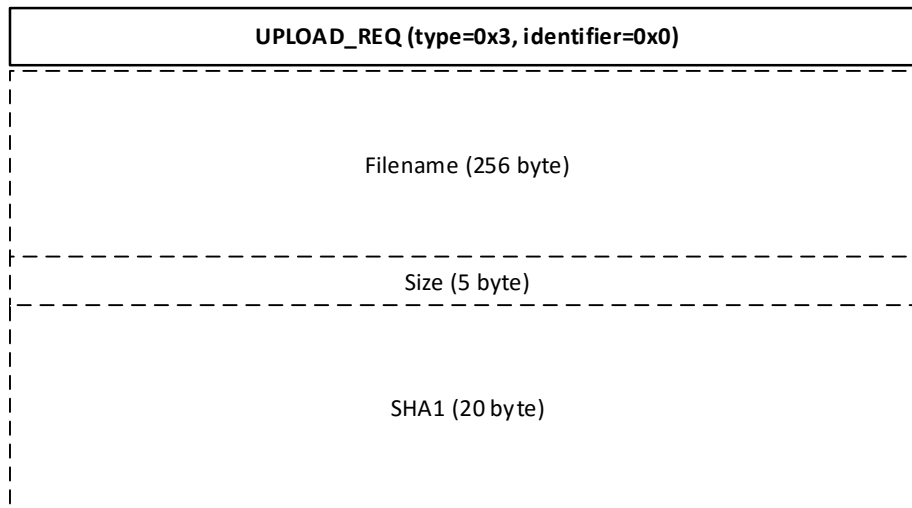 UPLOAD_REQ (type=0x3, identifier=0x0)
Filename (256 byte)
Size (5 byte)
SHA1 (20 byte)